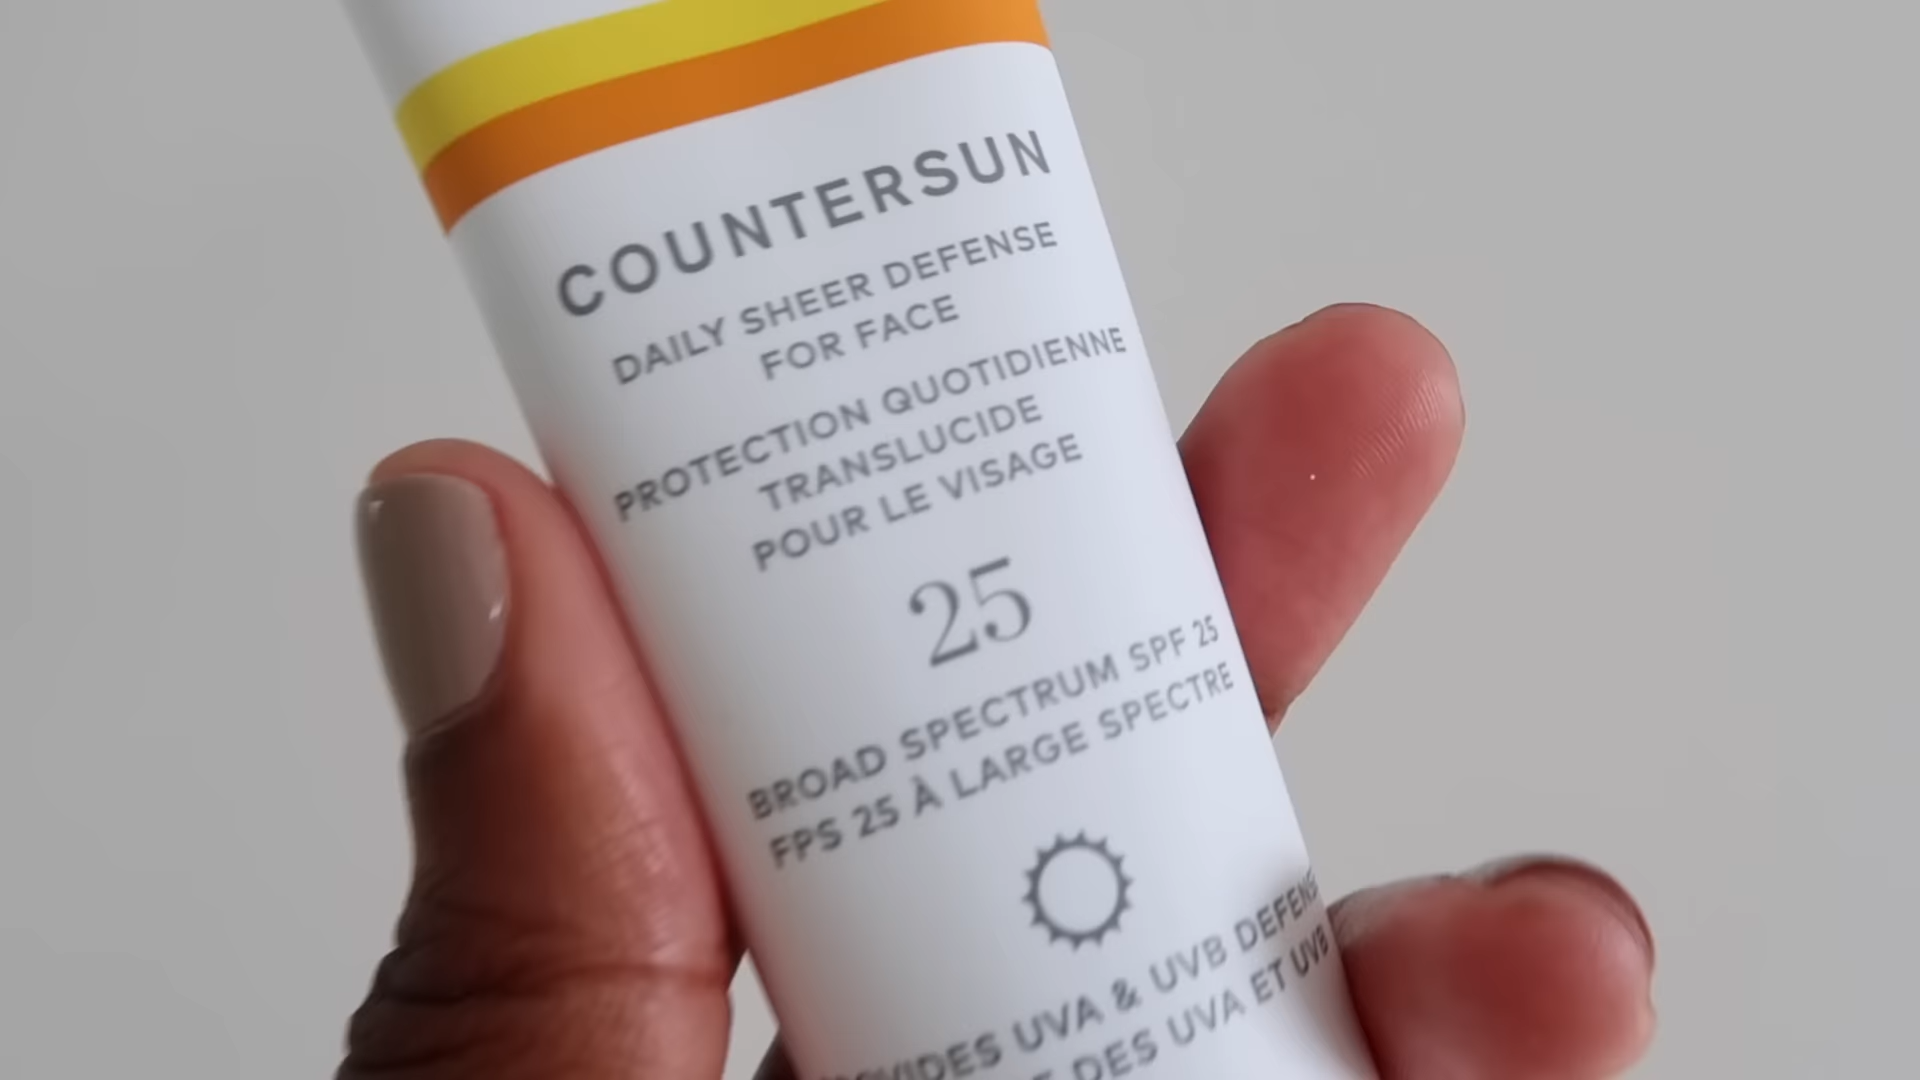 COUNTERSUN
DAILY SHEER DEFENSE
FOR FACE
PROTECTION QUOTIDIENNE
TRANSLUCIDE
POUR LE VISAGE
25
BROAD SPECTRUM SPF 25
FPS 25 À LARGE SPECTRE
UVA & UVB
DES UVA ET UVB